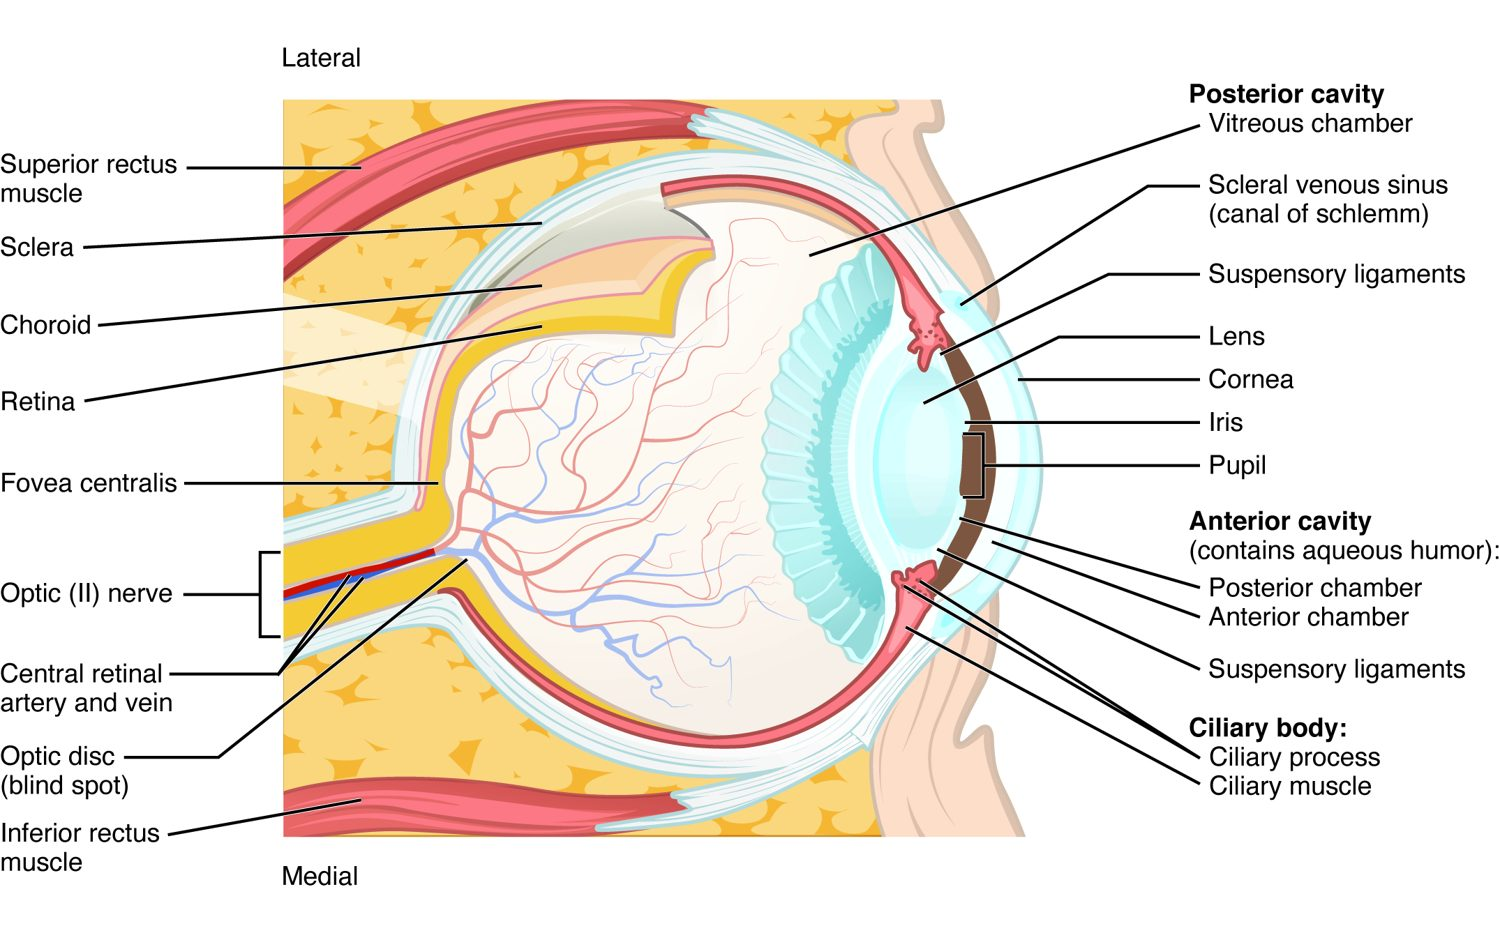 Lateral
Superior rectus
muscle
Sclera
Choroid
Retina
Fovea centralis
Optic (II) nerve
Central retinal
artery and vein
Optic disc
(blind spot)
Inferior rectus
muscle
Medial
Posterior cavity
Vitreous chamber
Scleral venous sinus
(canal of schlemm)
Suspensory ligaments
Lens
Cornea
Iris
Pupil
Anterior cavity
(contains aqueous humor):
Posterior chamber
Anterior chamber
Suspensory ligaments
Ciliary body:
Ciliary process
Ciliary muscle